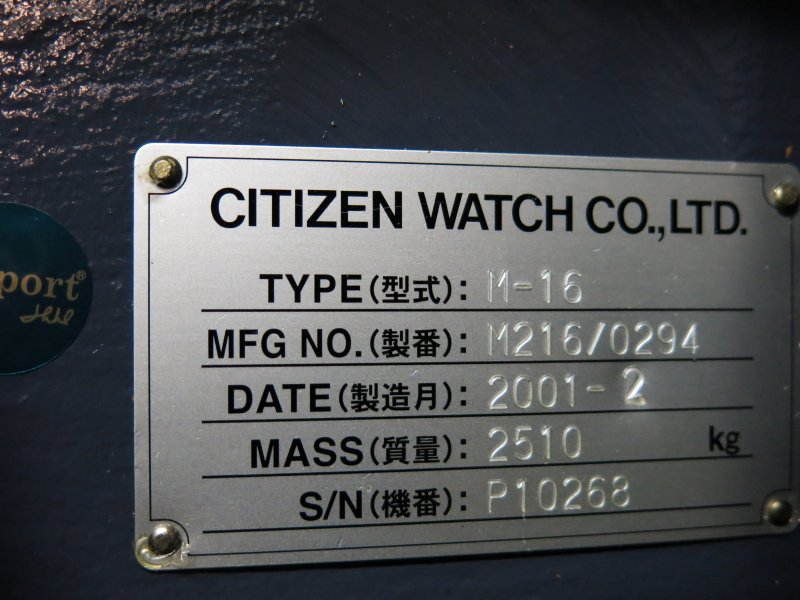 CITIZEN WATCH CO.,LTD.
TYPE(型式): M-16
MFG NO.(製番): M216/0294
DATE(製造月): 2001-2
MASS(質量): 2510 kg
S/N(機番): P10268
port®